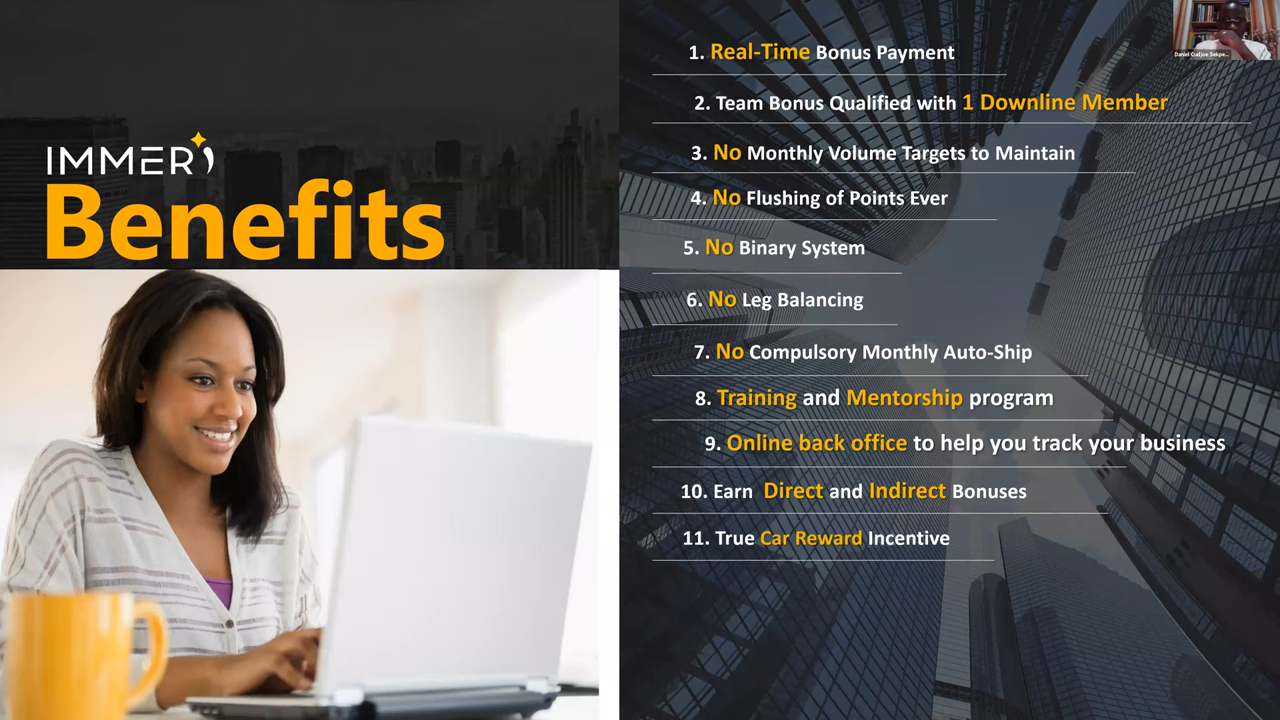 IMMERI
Benefits
1. Real-Time Bonus Payment
2. Team Bonus Qualified with 1 Downline Member
3. No Monthly Volume Targets to Maintain
4. No Flushing of Points Ever
5. No Binary System
6. No Leg Balancing
7. No Compulsory Monthly Auto-Ship
8. Training and Mentorship program
9. Online back office to help you track your business
10. Earn Direct and Indirect Bonuses
11. True Car Reward Incentive
Daniel Cudjoe Sekpe...